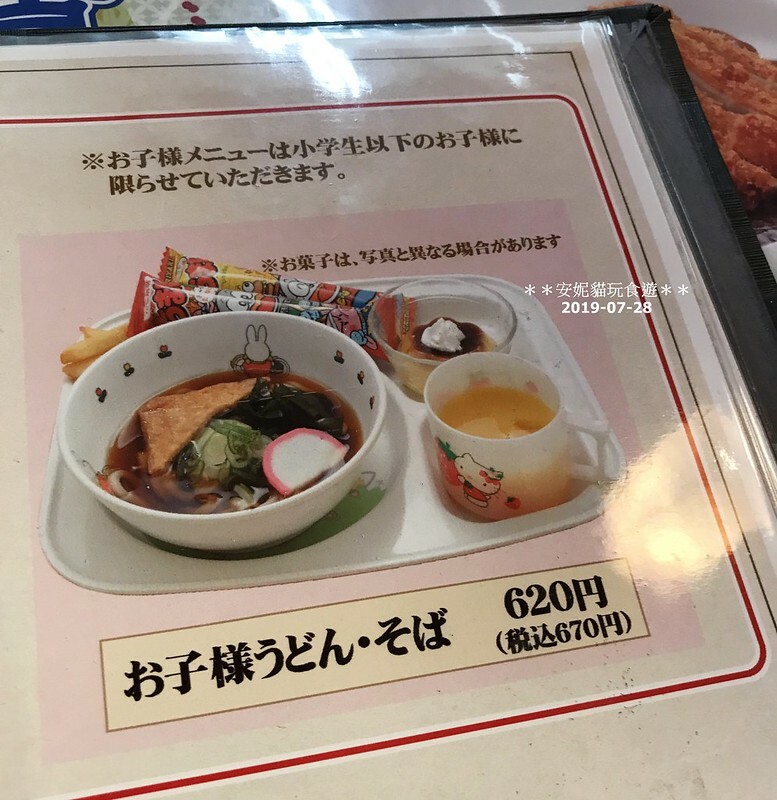 ※お子様メニューは小学生以下のお子様に
限らせていただきます。
※お菓子は、写真と異なる場合があります
＊＊安妮貓玩食遊＊＊
2019-07-28
お子様うどん・そば
620円
(税込670円)